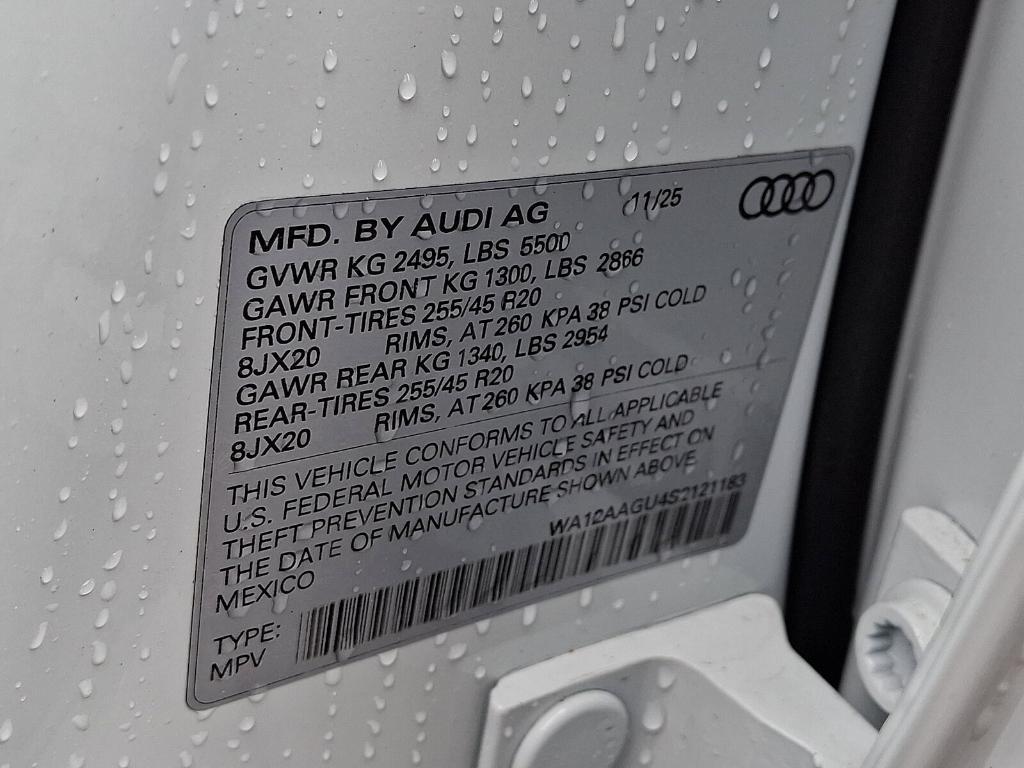 MFD. BY AUDI AG 11/25
GVWR KG 2495, LBS 5500
GAWR FRONT KG 1300, LBS 2866
FRONT-TIRES 255/45 R20
8JX20 RIMS, AT 260 KPA 38 PSI COLD
GAWR REAR KG 1340, LBS 2954
REAR-TIRES 255/45 R20
8JX20 RIMS, AT 260 KPA 38 PSI COLD
THIS VEHICLE CONFORMS TO ALL APPLICABLE
U.S. FEDERAL MOTOR VEHICLE SAFETY AND
THEFT PREVENTION STANDARDS IN EFFECT ON
THE DATE OF MANUFACTURE SHOWN ABOVE
MEXICO WA12AAGU4S2121183
TYPE:
MPV